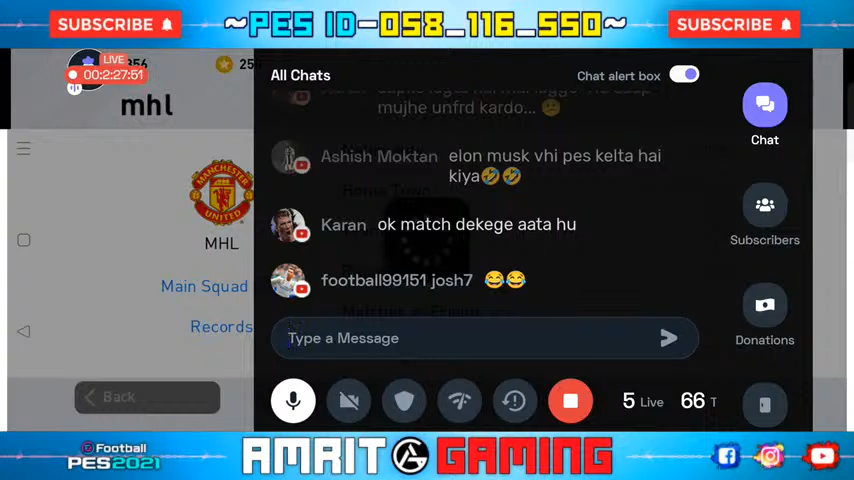 SUBSCRIBE
~PES ID-058_116_550~
SUBSCRIBE
LIVE
00:2:27:51
mhl
All Chats
Chat alert box
mujhe unfrd kardo... 😕
Chat
Ashish Moktan elon musk vhi pes kelta hai
kiya🤣🤣
Karan ok match dekege aata hu
Subscribers
MHL
football99151 josh7 😂😂
Main Squad
Records
Type a Message
Donations
Back
5 Live 66 T
eFootball
PES2021
AMRIT GAMING